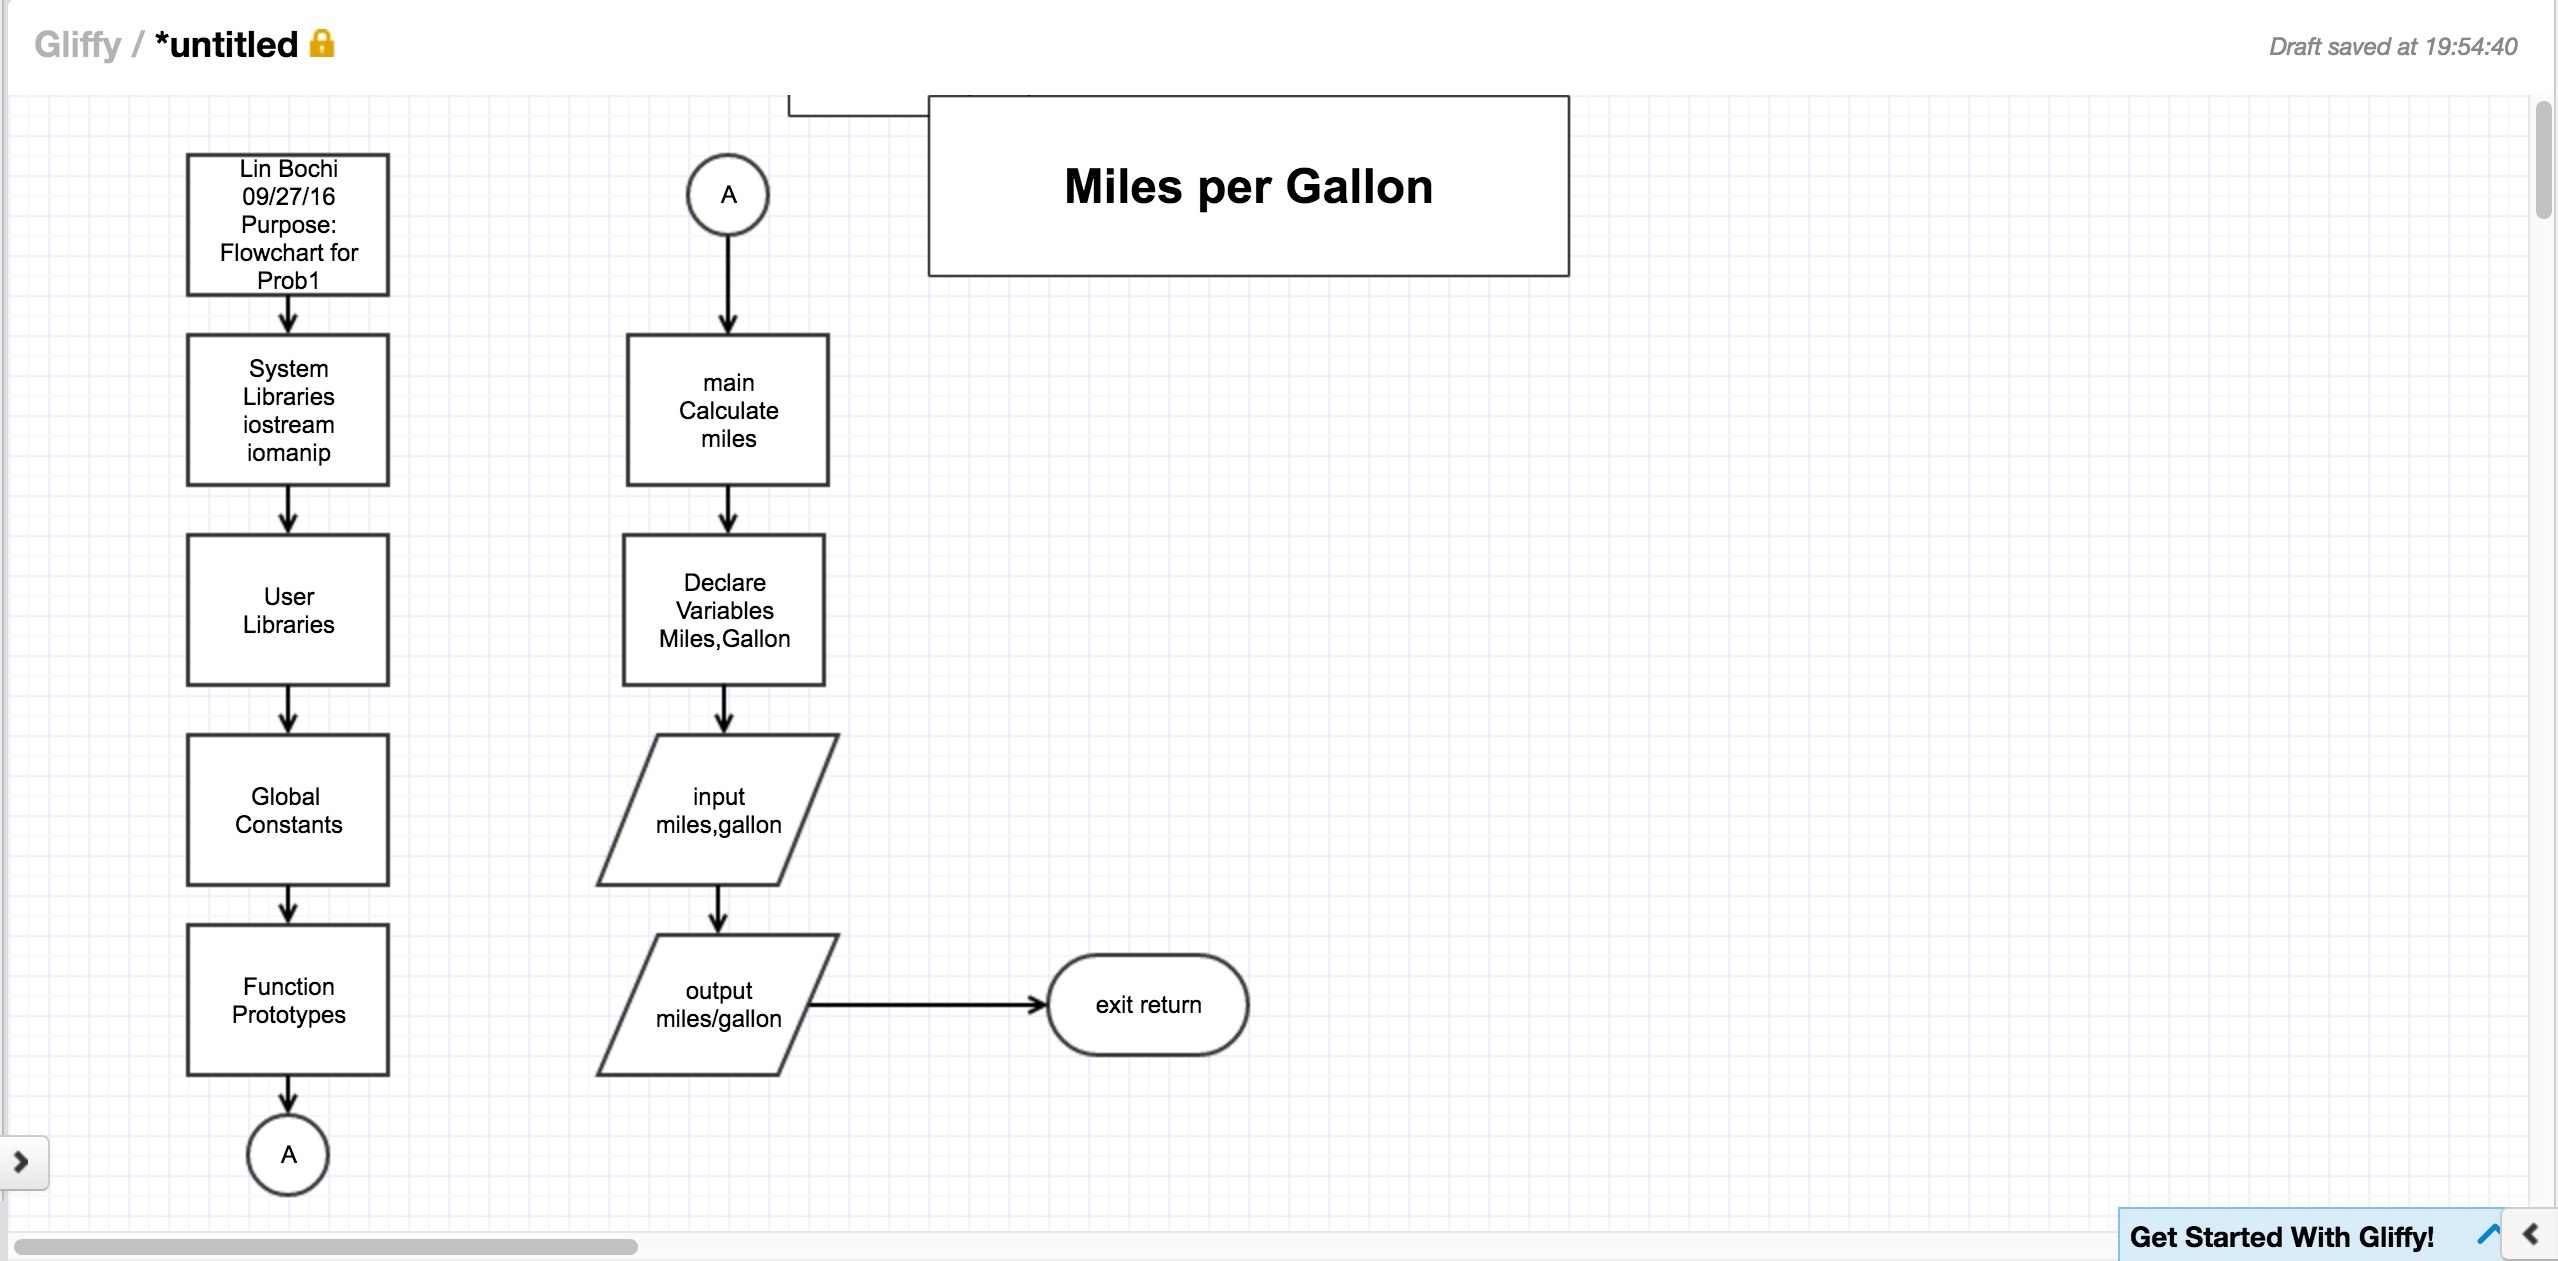 Gliffy / *untitled
Draft saved at 19:54:40
Miles per Gallon
Lin Bochi
09/27/16
Purpose:
Flowchart for
Prob1
System
Libraries
iostream
iomanip
User
Libraries
Global
Constants
Function
Prototypes
A
A
main
Calculate
miles
Declare
Variables
Miles,Gallon
input
miles,gallon
output
miles/gallon
exit return
Get Started With Gliffy!